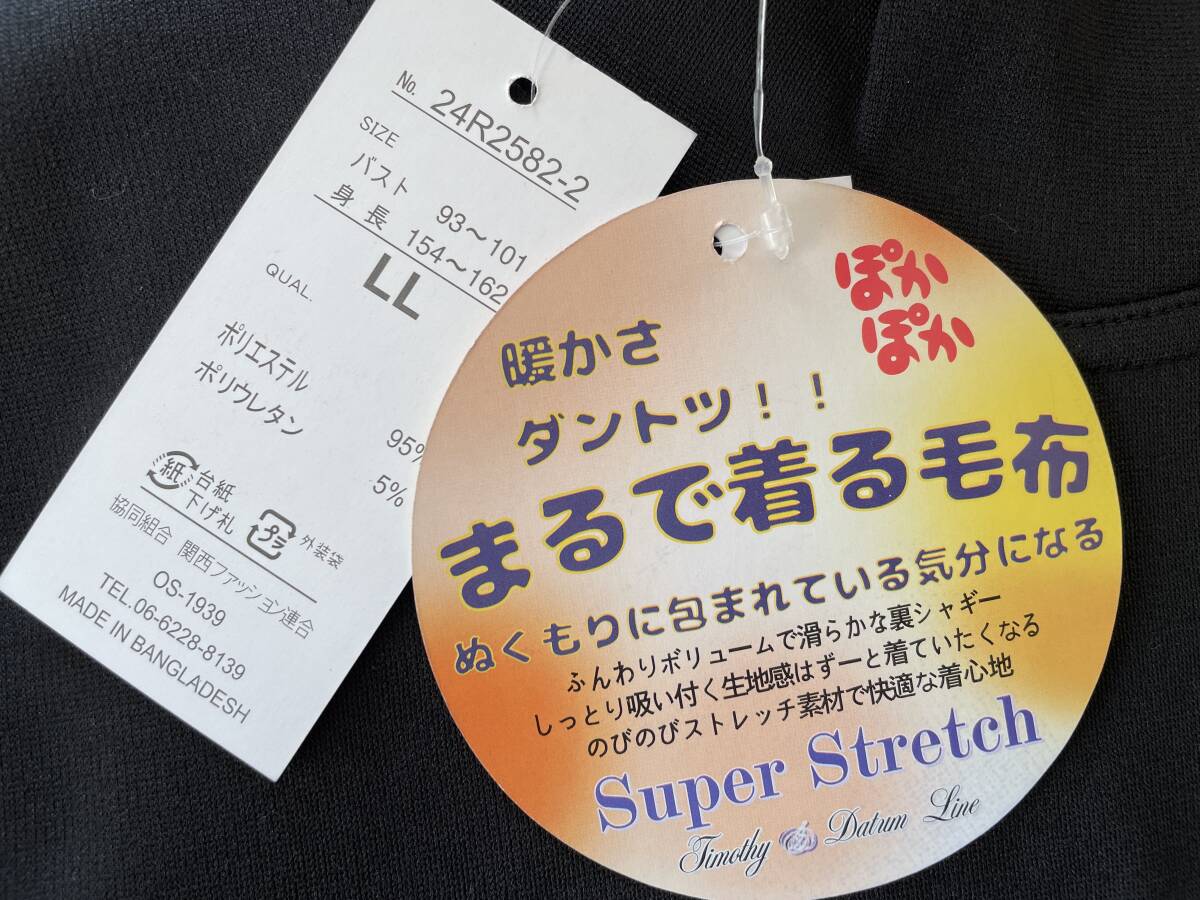 No. 24R2582-2
SIZE
バスト 93～101
身長 154～162
LL
QUAL.
ポリエステル 95%
ポリウレタン 5%
紙 台紙
下げ札
プラ 外装袋
協同組合 関西ファッション連合
OS-1939
TEL.06-6228-8139
MADE IN BANGLADESH
ぽか
ぽか
暖かさ
ダントツ！！
まるで着る毛布
ぬくもりに包まれている気分になる
ふんわりボリュームで滑らかな裏シャギー
しっとり吸い付く生地感はずーと着ていたくなる
のびのびストレッチ素材で快適な着心地
Super Stretch
Timothy Datum Line